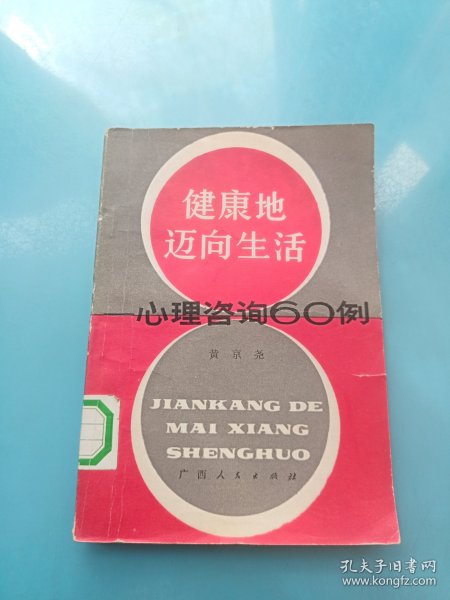 健康地
迈向生活
心理咨询60例
黄京尧
JIANKANG DE
MAI XIANG
SHENGHUO
广西人民出版社
孔夫子旧书网
www.kongfz.com